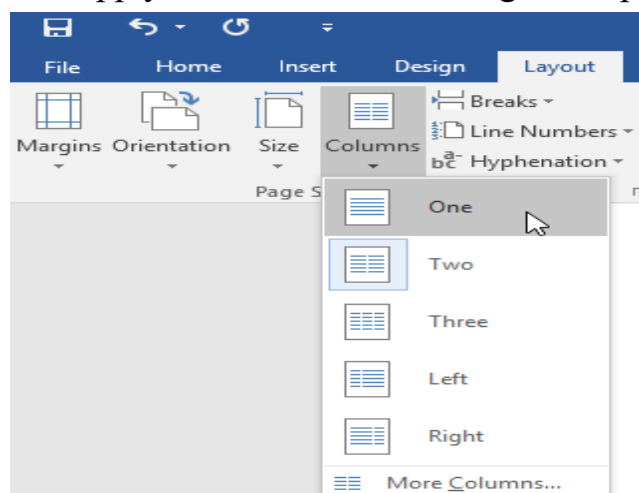 File Home Insert Design Layout
Margins Orientation Size Columns
Breaks
Line Numbers
Hyphenation
Page
One
Two
Three
Left
Right
More Columns...